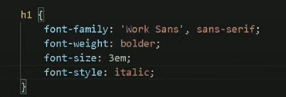 h1 {
font-family: 'Work Sans', sans-serif;
font-weight: bolder;
font-size: 3em;
font-style: italic;
}